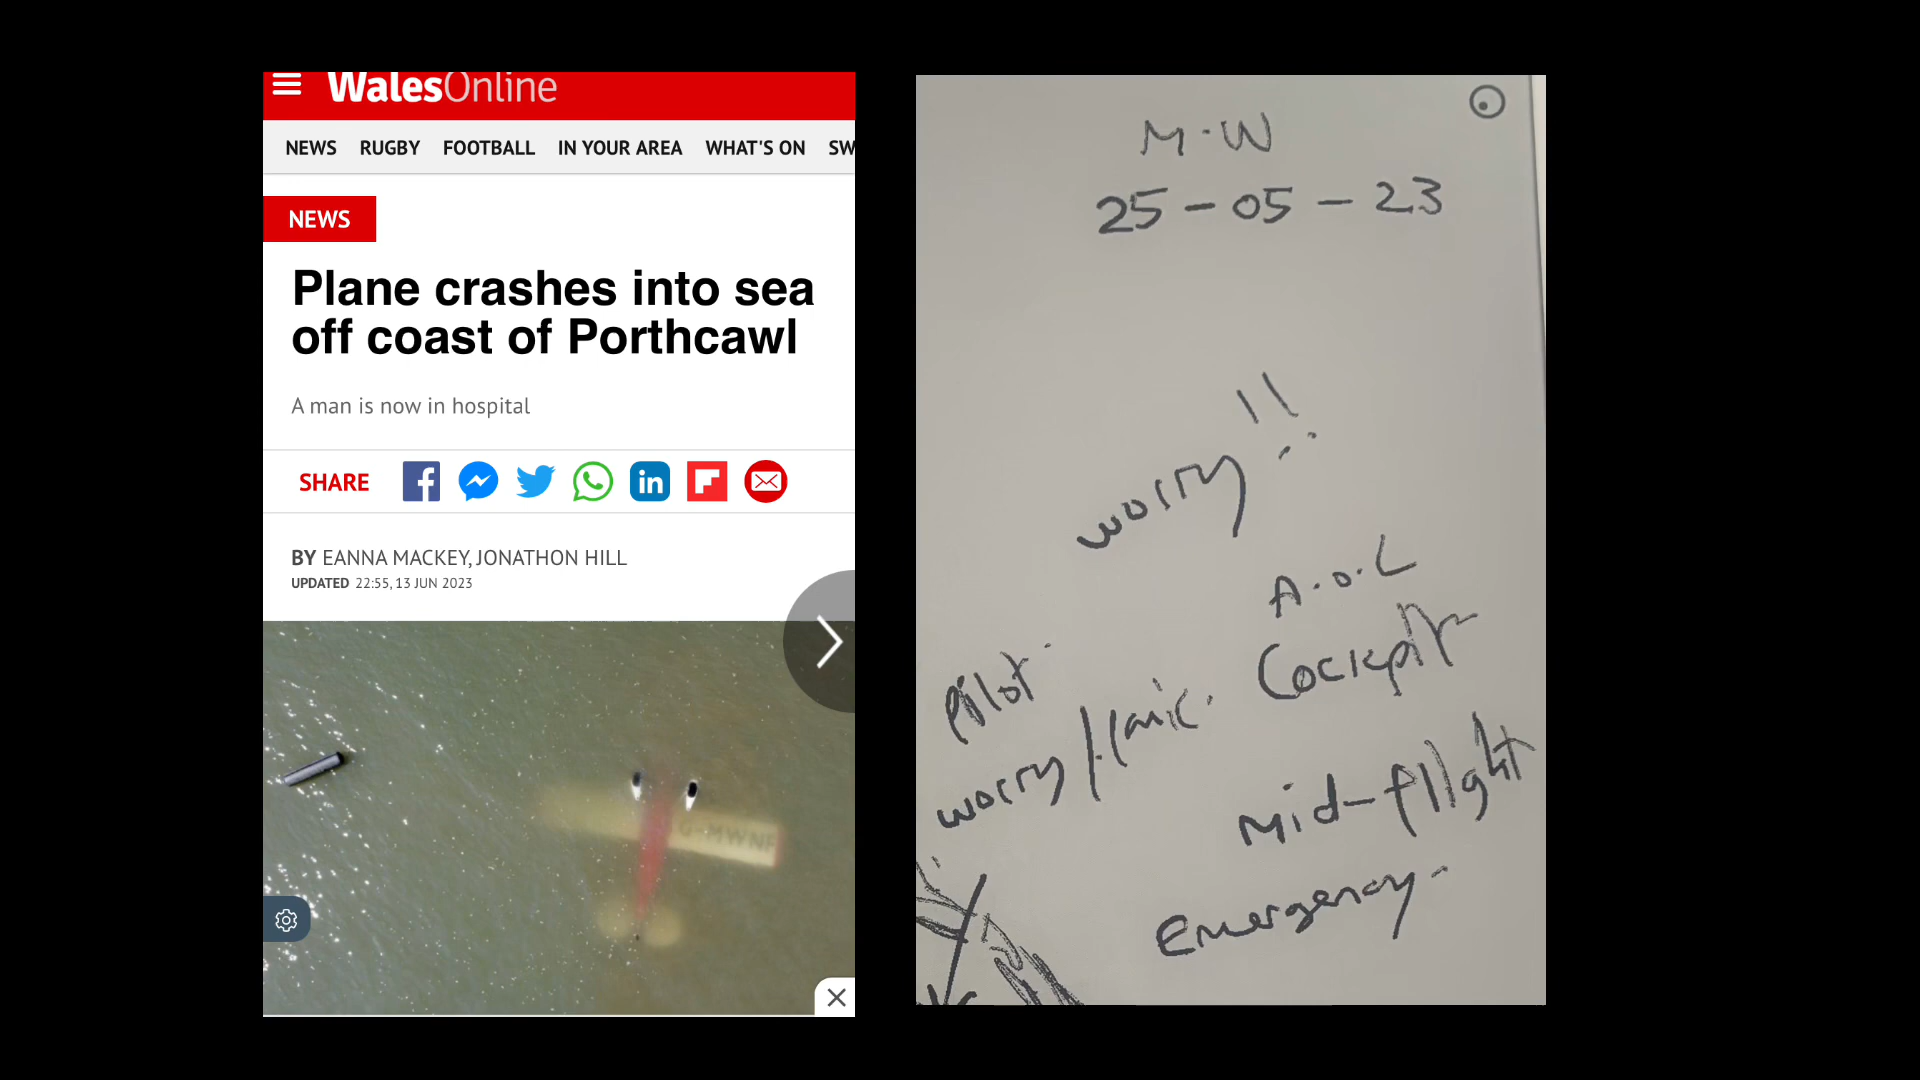 WalesOnline
NEWS RUGBY FOOTBALL IN YOUR AREA WHAT'S ON SW
NEWS
Plane crashes into sea
off coast of Porthcawl
A man is now in hospital
SHARE
BY EANNA MACKEY, JONATHON HILL
UPDATED 22:55, 13 JUN 2023
M.W
25-05-23
worry!!
A.O.L
Cockpit
Pilot
worry/Panic.
Mid-flight
Emergency.